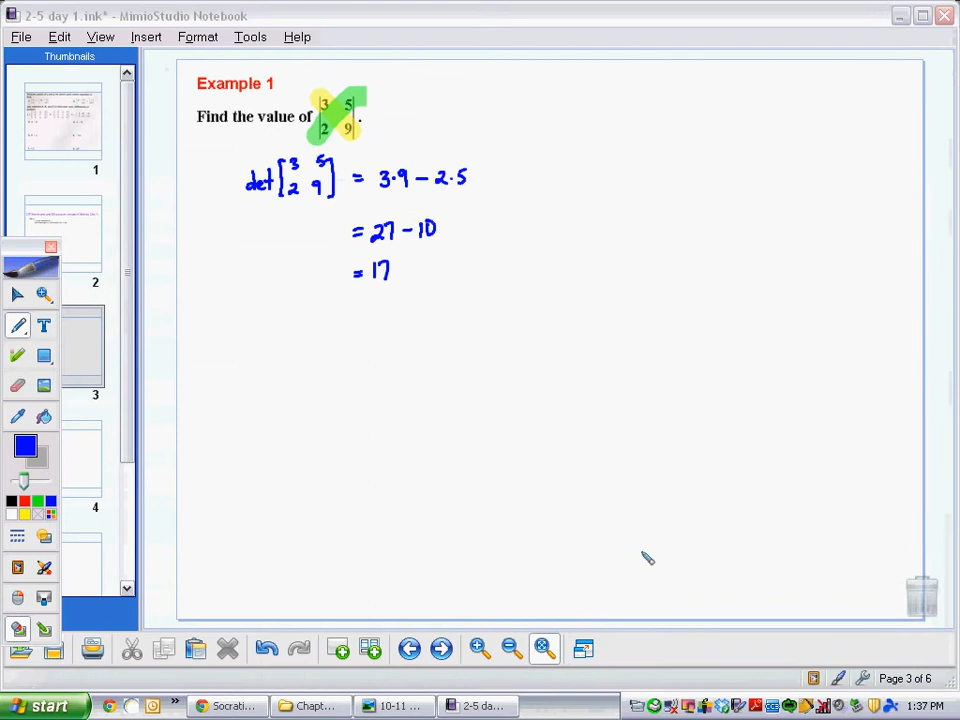 2-5 day 1.ink* - MimioStudio Notebook
File Edit View Insert Format Tools Help
Thumbnails
1
2
3
4
Example 1
Find the value of |3 5|
|2 9| .
det [3 5
2 9] = 3·9 − 2·5
= 27 − 10
= 17
Page 3 of 6
start
Socrati...
Chapt...
10-11 ...
2-5 da...
1:37 PM